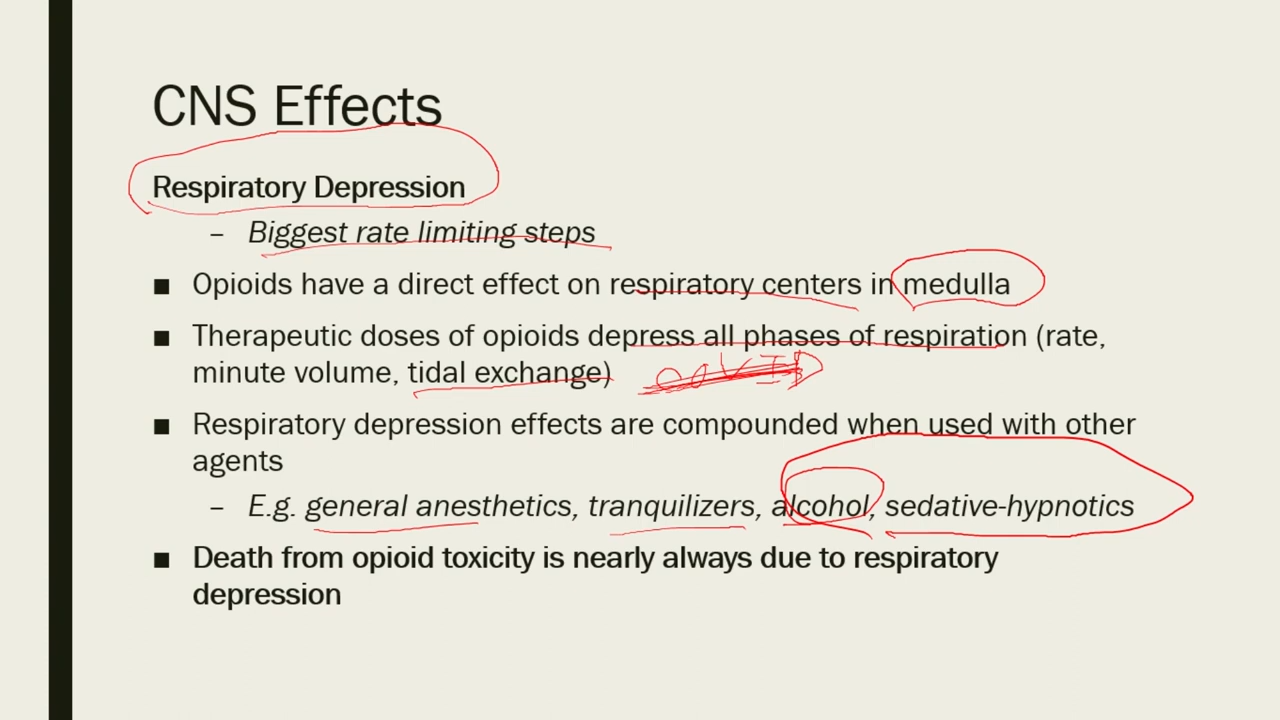 CNS Effects
Respiratory Depression
– Biggest rate limiting steps
■ Opioids have a direct effect on respiratory centers in medulla
■ Therapeutic doses of opioids depress all phases of respiration (rate,
minute volume, tidal exchange) COVID
■ Respiratory depression effects are compounded when used with other
agents
– E.g. general anesthetics, tranquilizers, alcohol, sedative-hypnotics
■ Death from opioid toxicity is nearly always due to respiratory
depression